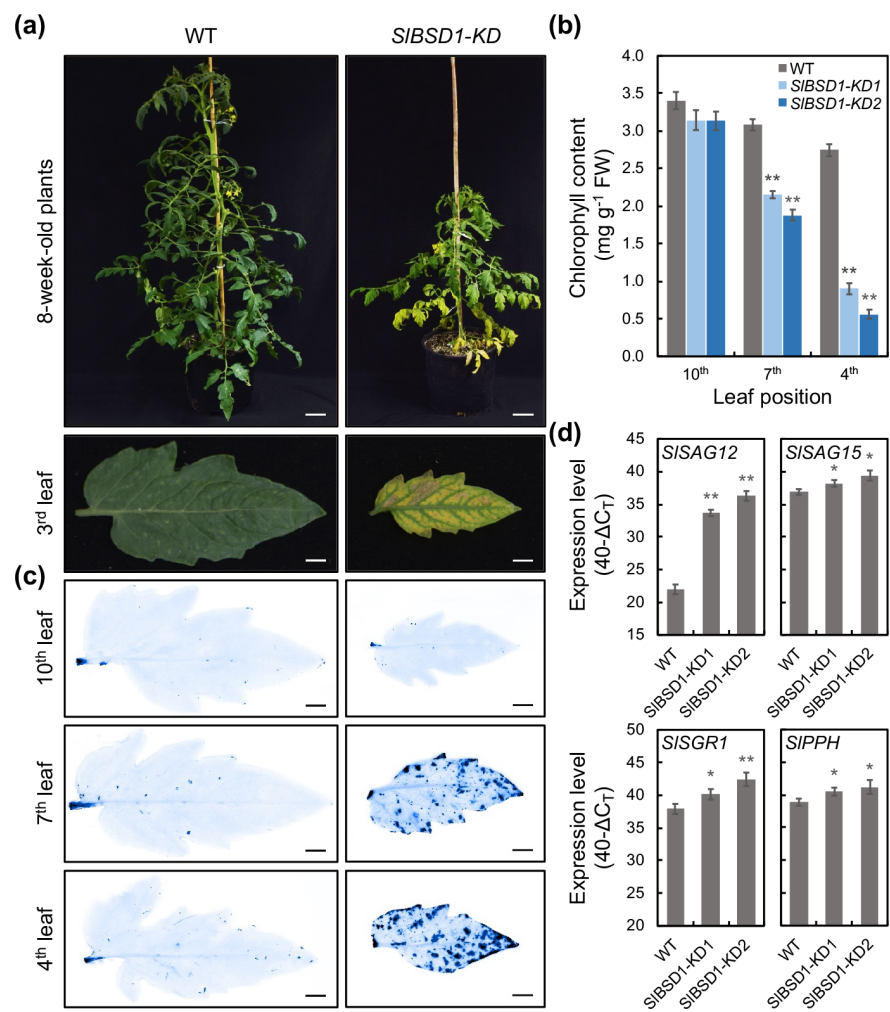 (a)
WT
SlBSD1-KD
8-week-old plants
3rd leaf
(b)
4.0
3.5
3.0
2.5
2.0
1.5
1.0
0.5
0.0
Chlorophyll content
(mg g-1 FW)
WT
SlBSD1-KD1
SlBSD1-KD2
**
**
**
**
10th
7th
4th
Leaf position
(c)
10th leaf
7th leaf
4th leaf
(d)
Expression level
(40-ΔCT)
45
40
35
30
25
20
15
SlSAG12
**
**
WT
SlBSD1-KD1
SlBSD1-KD2
SlSAG15
*
*
WT
SlBSD1-KD1
SlBSD1-KD2
Expression level
(40-ΔCT)
50
45
40
35
30
25
20
SlSGR1
*
**
WT
SlBSD1-KD1
SlBSD1-KD2
SlPPH
*
*
WT
SlBSD1-KD1
SlBSD1-KD2